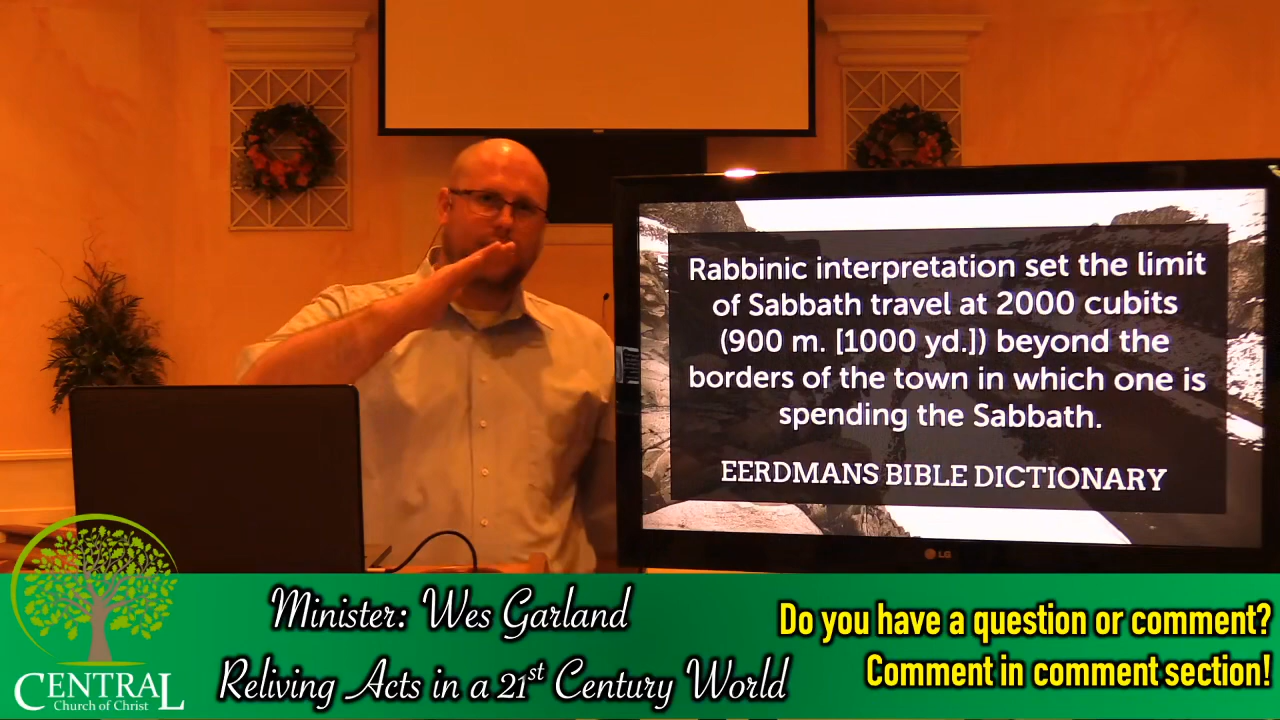 Rabbinic interpretation set the limit
of Sabbath travel at 2000 cubits
(900 m. [1000 yd.]) beyond the
borders of the town in which one is
spending the Sabbath.
EERDMANS BIBLE DICTIONARY
LG
Minister: Wes Garland
Reliving Acts in a 21st Century World
Do you have a question or comment?
Comment in comment section!
CENTRAL
Church of Christ